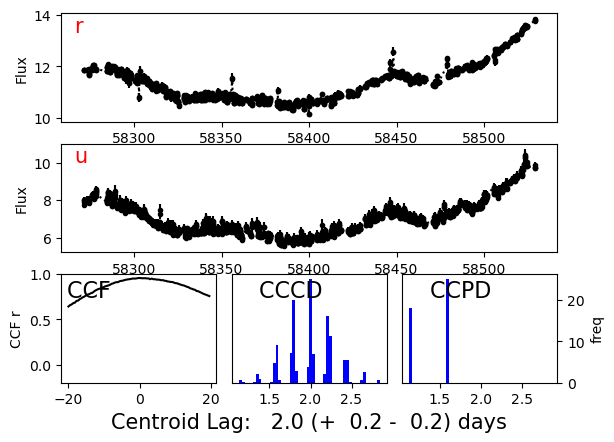 r
Flux
14
12
10
58300 58350 58400 58450 58500
u
Flux
10
8
6
58300 58350 58400 58450 58500
CCF
CCF r
1.0
0.5
0.0
−20 0 20
CCCD
1.5 2.0 2.5
CCPD
1.5 2.0 2.5
20
10
0
freq
Centroid Lag: 2.0 (+ 0.2 - 0.2) days